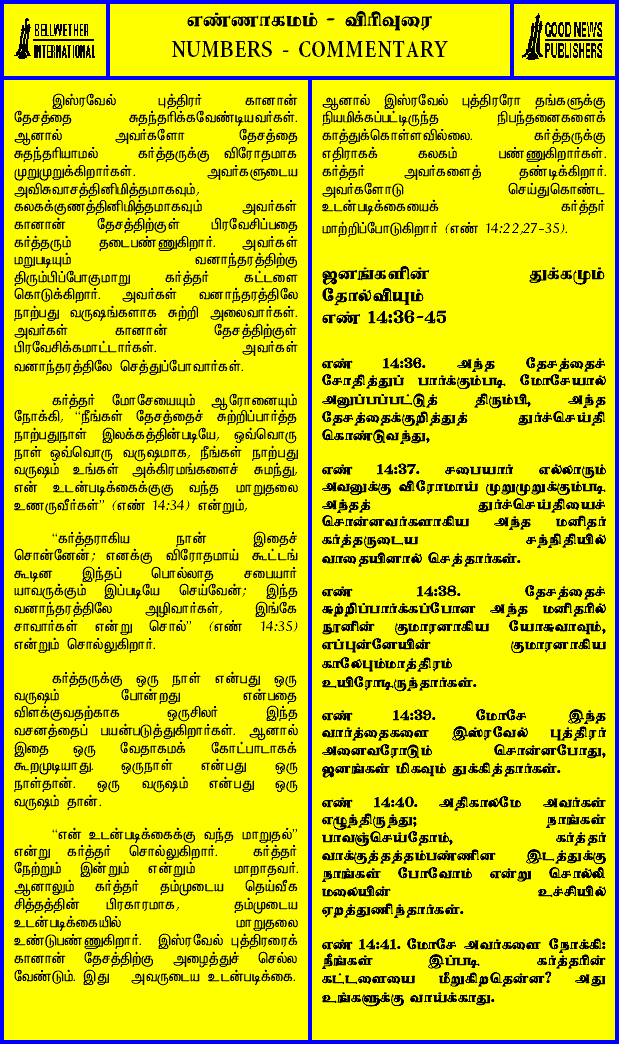 BELLWETHER
INTERNATIONAL
எண்ணாகமம் - விரிவுரை
NUMBERS - COMMENTARY
GOOD NEWS
PUBLISHERS
இஸ்ரவேல் புத்திரர் கானான்
தேசத்தை சுதந்தரிக்கவேண்டியவர்கள்.
ஆனால் அவர்களோ தேசத்தை
சுதந்தரியாமல் கர்த்தருக்கு விரோதமாக
முறுமுறுக்கிறார்கள். அவர்களுடைய
அவிசுவாசத்தினிமித்தமாகவும்,
கலகக்குணத்தினிமித்தமாகவும் அவர்கள்
கானான் தேசத்திற்குள் பிரவேசிப்பதை
கர்த்தரும் தடைபண்ணுகிறார். அவர்கள்
மறுபடியும் வனாந்தரத்திற்கு
திரும்பிப்போகுமாறு கர்த்தர் கட்டளை
கொடுக்கிறார். அவர்கள் வனாந்தரத்திலே
நாற்பது வருஷங்களாக சுற்றி அலைவார்கள்.
அவர்கள் கானான் தேசத்திற்குள்
பிரவேசிக்கமாட்டார்கள். அவர்கள்
வனாந்தரத்திலே செத்துப்போவார்கள்.
கர்த்தர் மோசேயையும் ஆரோனையும்
நோக்கி, “நீங்கள் தேசத்தைச் சுற்றிப்பார்த்த
நாற்பதுநாள் இலக்கத்தின்படியே, ஒவ்வொரு
நாள் ஒவ்வொரு வருஷமாக, நீங்கள் நாற்பது
வருஷம் உங்கள் அக்கிரமங்களைச் சுமந்து,
என் உடன்படிக்கைக்குகு வந்த மாறுதலை
உணருவீர்கள்” (எண் 14:34) என்றும்,
“கர்த்தராகிய நான் இதைச்
சொன்னேன்; எனக்கு விரோதமாய் கூட்டங்
கூடின இந்தப் பொல்லாத சபையார்
யாவருக்கும் இப்படியே செய்வேன்; இந்த
வனாந்தரத்திலே அழிவார்கள், இங்கே
சாவார்கள் என்று சொல்” (எண் 14:35)
என்றும் சொல்லுகிறார்.
கர்த்தருக்கு ஒரு நாள் என்பது ஒரு
வருஷம் போன்றது என்பதை
விளக்குவதற்காக ஒருசிலர் இந்த
வசனத்தைப் பயன்படுத்துகிறார்கள். ஆனால்
இதை ஒரு வேதாகமக் கோட்பாடாகக்
கூறமுடியாது. ஒருநாள் என்பது ஒரு
நாள்தான். ஒரு வருஷம் என்பது ஒரு
வருஷம் தான்.
“என் உடன்படிக்கைக்கு வந்த மாறுதல்”
என்று கர்த்தர் சொல்லுகிறார். கர்த்தர்
நேற்றும் இன்றும் என்றும் மாறாதவர்.
ஆனாலும் கர்த்தர் தம்முடைய தெய்வீக
சித்தத்தின் பிரகாரமாக, தம்முடைய
உடன்படிக்கையில் மாறுதலை
உண்டுபண்ணுகிறார். இஸ்ரவேல் புத்திரரைக்
கானான் தேசத்திற்கு அழைத்துச் செல்ல
வேண்டும். இது அவருடைய உடன்படிக்கை.
ஆனால் இஸ்ரவேல் புத்திரரோ தங்களுக்கு
நியமிக்கப்பட்டிருந்த நிபந்தனைகளைக்
காத்துக்கொள்ளவில்லை. கர்த்தருக்கு
எதிராகக் கலகம் பண்ணுகிறார்கள்.
கர்த்தர் அவர்களைத் தண்டிக்கிறார்.
அவர்களோடு செய்துகொண்ட
உடன்படிக்கையைக் கர்த்தர்
மாற்றிப்போடுகிறார் (எண் 14:22,27-35).
ஜனங்களின் துக்கமும்
தோல்வியும்
எண் 14:36-45
எண் 14:36. அந்த தேசத்தைச்
சோதித்துப் பார்க்கும்படி மோசேயால்
அனுப்பப்பட்டுத் திரும்பி, அந்த
தேசத்தைக்குறித்துத் துர்ச்செய்தி
கொண்டுவந்து,
எண் 14:37. சபையார் எல்லாரும்
அவனுக்கு விரோமாய் முறுமுறுக்கும்படி
அந்தத் துர்ச்செய்தியைச்
சொன்னவர்களாகிய அந்த மனிதர்
கர்த்தருடைய சந்நிதியில்
வாதையினால் செத்தார்கள்.
எண் 14:38. தேசத்தைச்
சுற்றிப்பார்க்கப்போன அந்த மனிதரில்
நூனின் குமாரனாகிய யோசுவாவும்,
எப்புன்னேயின் குமாரனாகிய
காலேபும்மாத்திரம்
உயிரோடிருந்தார்கள்.
எண் 14:39. மோசே இந்த
வார்த்தைகளை இஸ்ரவேல் புத்திரர்
அனைவரோடும் சொன்னபோது,
ஜனங்கள் மிகவும் துக்கித்தார்கள்.
எண் 14:40. அதிகாலமே அவர்கள்
எழுந்திருந்து; நாங்கள்
பாவஞ்செய்தோம், கர்த்தர்
வாக்குத்தத்தம்பண்ணின இடத்துக்கு
நாங்கள் போவோம் என்று சொல்லி
மலையின் உச்சியில்
ஏறத்துணிந்தார்கள்.
எண் 14:41. மோசே அவர்களை நோக்கி:
நீங்கள் இப்படி கர்த்தரின்
கட்டளையை மீறுகிறதென்ன? அது
உங்களுக்கு வாய்க்காது.